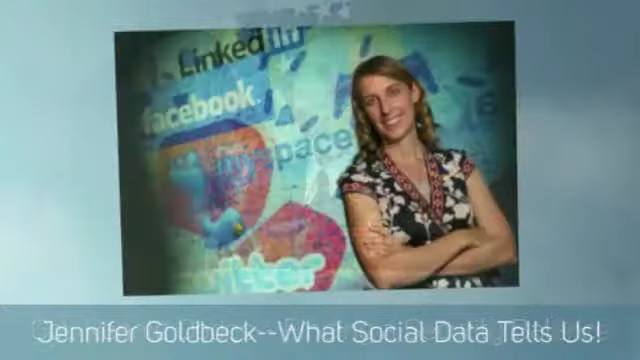 LinkedIn
facebook
myspace
twitter
Jennifer Goldbeck--What Social Data Tells Us!